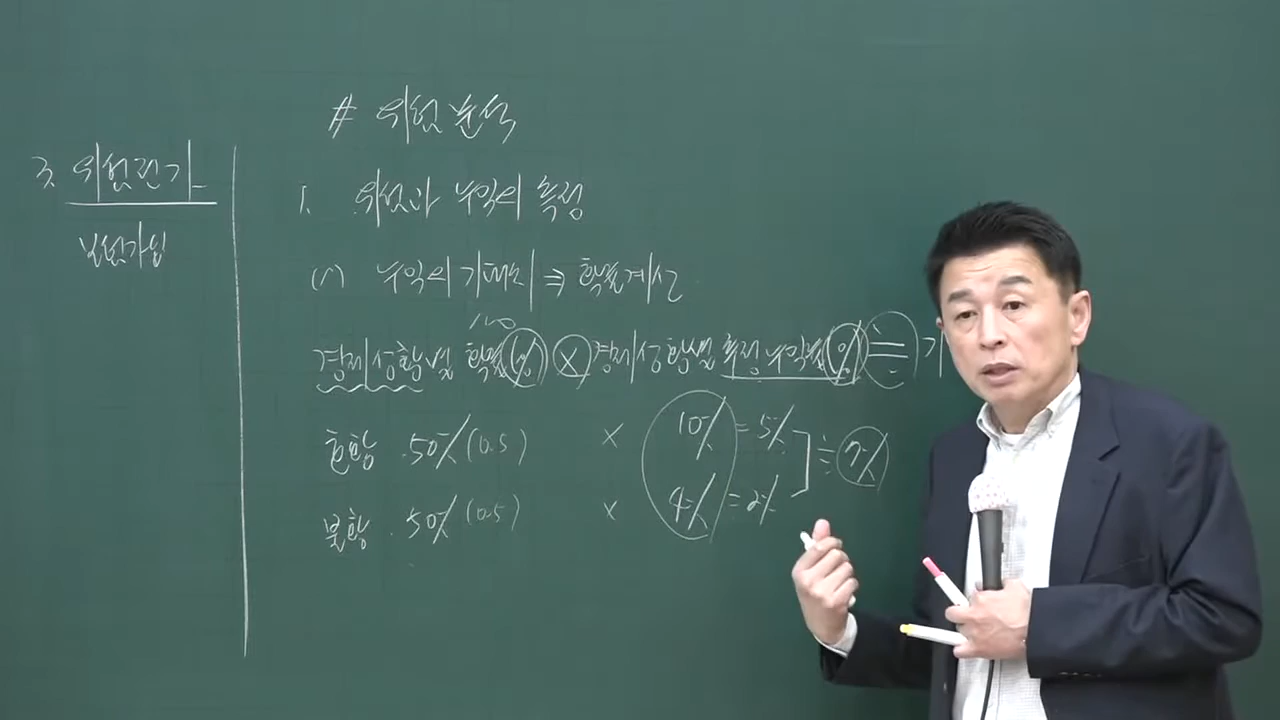 3. 위험전가
보험가입
# 위험분석
1. 위험과 수익의 측정
(1) 수익의 기대치 ⇒ 확률계산
100
경제상황별 확률(%) × 경제상황별 추정수익률(%) = 기
호황 50%(0.5) × 10% = 5%
7%
불황 50%(0.5) × 4% = 2%